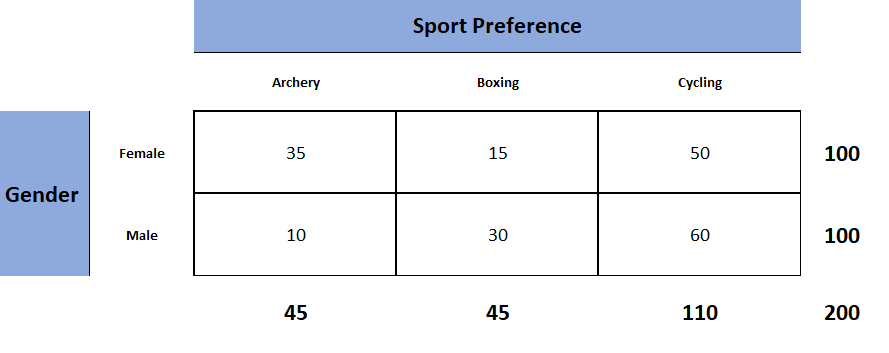 Sport Preference
Archery Boxing Cycling
Female 35 15 50 100
Gender
Male 10 30 60 100
45 45 110 200